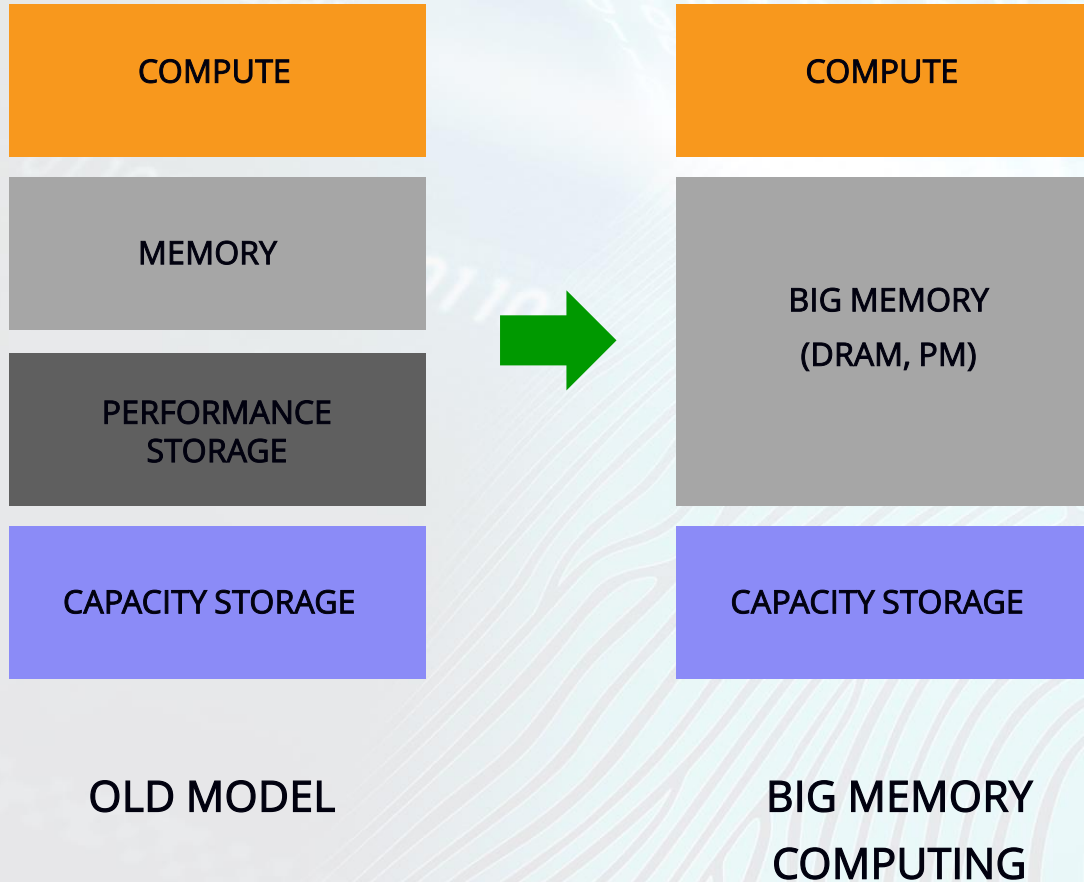 COMPUTE
MEMORY
PERFORMANCE
STORAGE
CAPACITY STORAGE
OLD MODEL
COMPUTE
BIG MEMORY
(DRAM, PM)
CAPACITY STORAGE
BIG MEMORY
COMPUTING